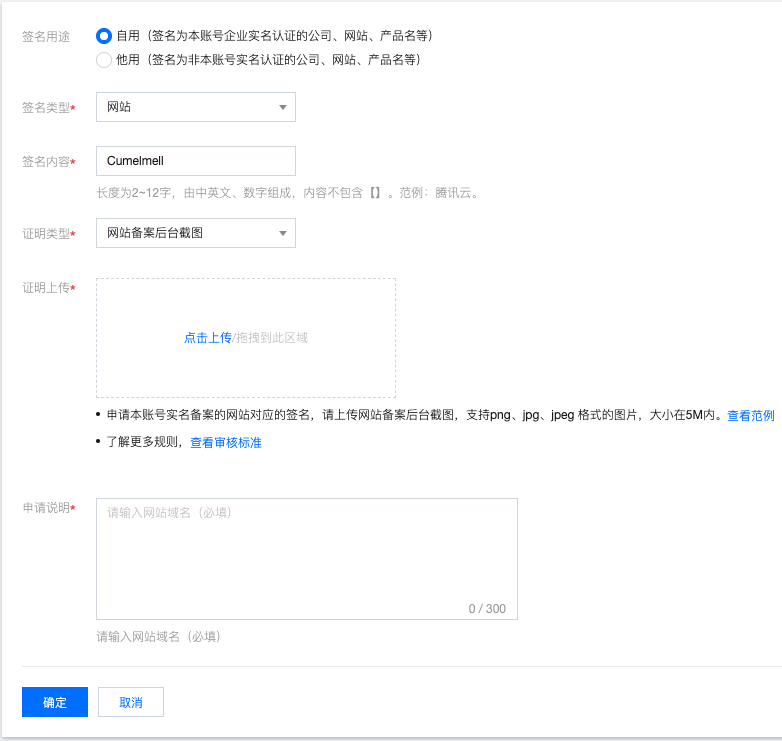 签名用途
自用（签名为本账号企业实名认证的公司、网站、产品名等）
他用（签名为非本账号实名认证的公司、网站、产品名等）
签名类型*
网站
签名内容*
Cumelmell
长度为2~12字，由中英文、数字组成，内容不包含【】。范例：腾讯云。
证明类型*
网站备案后台截图
证明上传*
点击上传/拖拽到此区域
• 申请本账号实名备案的网站对应的签名，请上传网站备案后台截图，支持png、jpg、jpeg 格式的图片，大小在5M内。查看范例
• 了解更多规则，查看审核标准
申请说明*
请输入网站域名（必填）
0 / 300
请输入网站域名（必填）
确定 取消